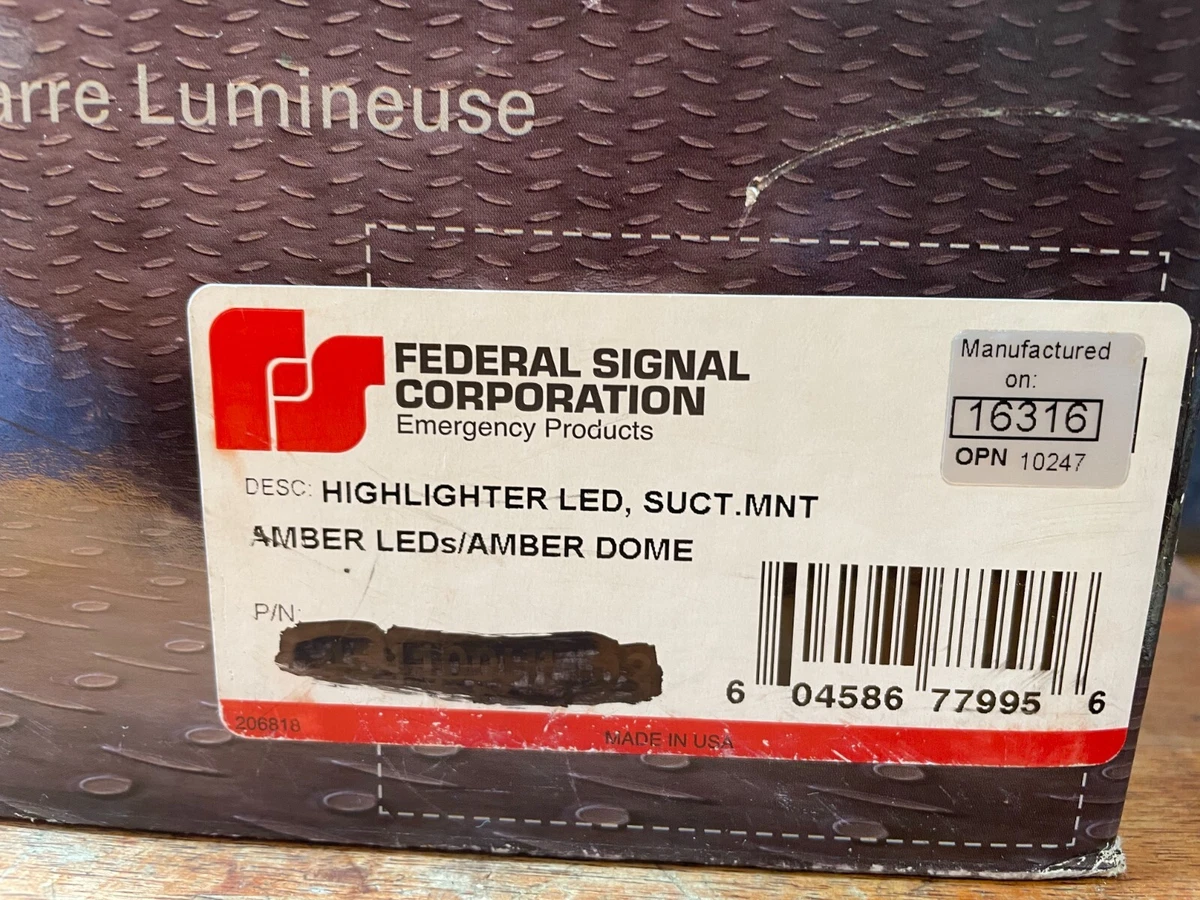 arre Lumineuse
FEDERAL SIGNAL
CORPORATION
Emergency Products
Manufactured
on:
16316
OPN 10247
DESC: HIGHLIGHTER LED, SUCT.MNT
AMBER LEDs/AMBER DOME
P/N:
6 04586 77995 6
206818
MADE IN USA